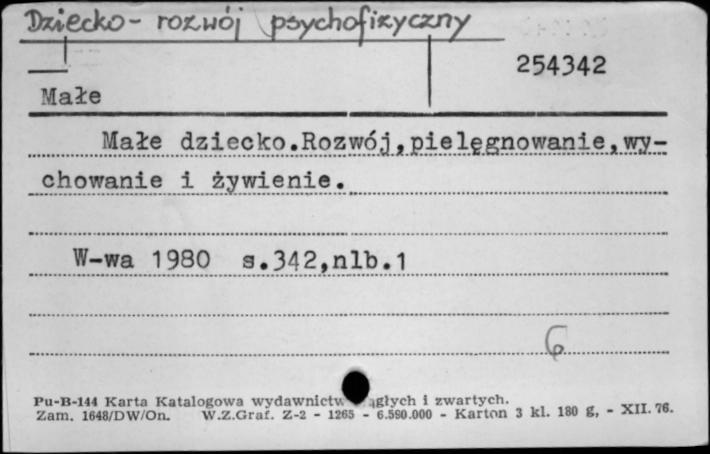 Dziecko - rozwój psychofizyczny
254342
Małe
Małe dziecko.Rozwój,pielęgnowanie,wy-
chowanie i żywienie.
W-wa 1980 s.342,nlb.1
6
Pu-B-144 Karta Katalogowa wydawnictw ągłych i zwartych.
Zam. 1648/DW/On. W.Z.Graf. Z-2 - 1265 - 6.590.000 - Karton 3 kl. 180 g, - XII. 76.